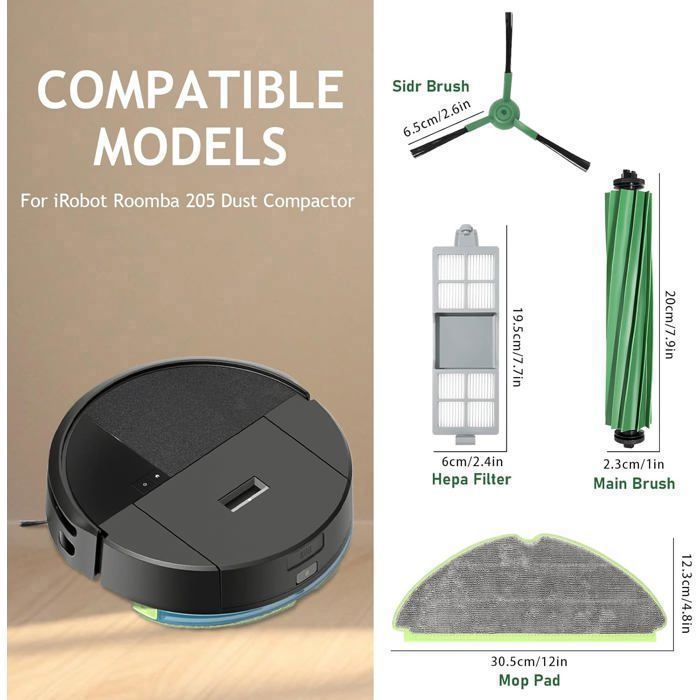 COMPATIBLE
MODELS
For iRobot Roomba 205 Dust Compactor
Sidr Brush
6.5cm/2.6in
19.5cm/7.7in
6cm/2.4in
Hepa Filter
20cm/7.9in
2.3cm/1in
Main Brush
12.3cm/4.8in
30.5cm/12in
Mop Pad